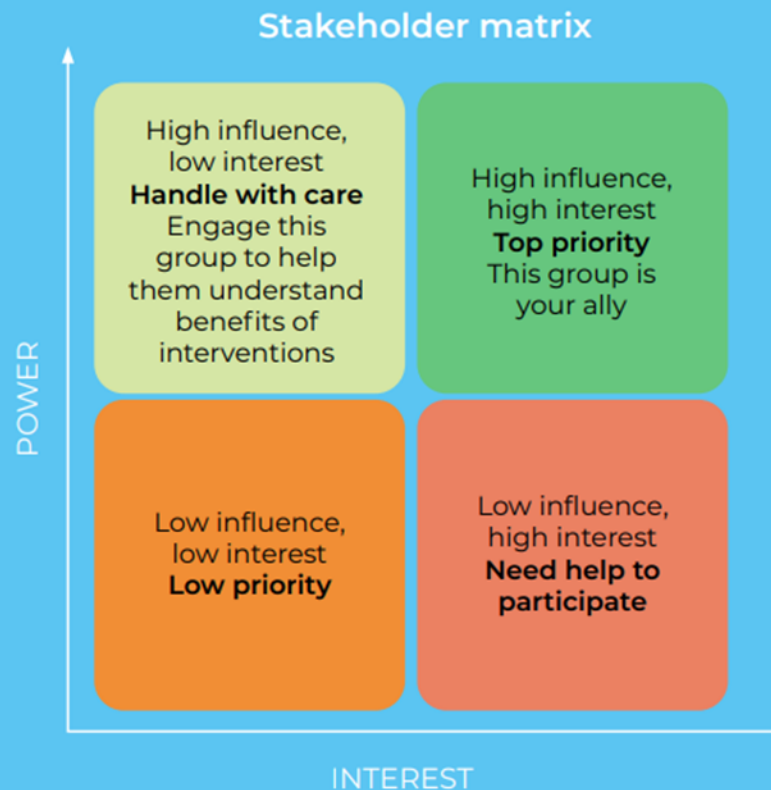 Stakeholder matrix
High influence,
low interest
Handle with care
Engage this
group to help
them understand
benefits of
interventions
High influence,
high interest
Top priority
This group is
your ally
POWER
Low influence,
low interest
Low priority
Low influence,
high interest
Need help to
participate
INTEREST